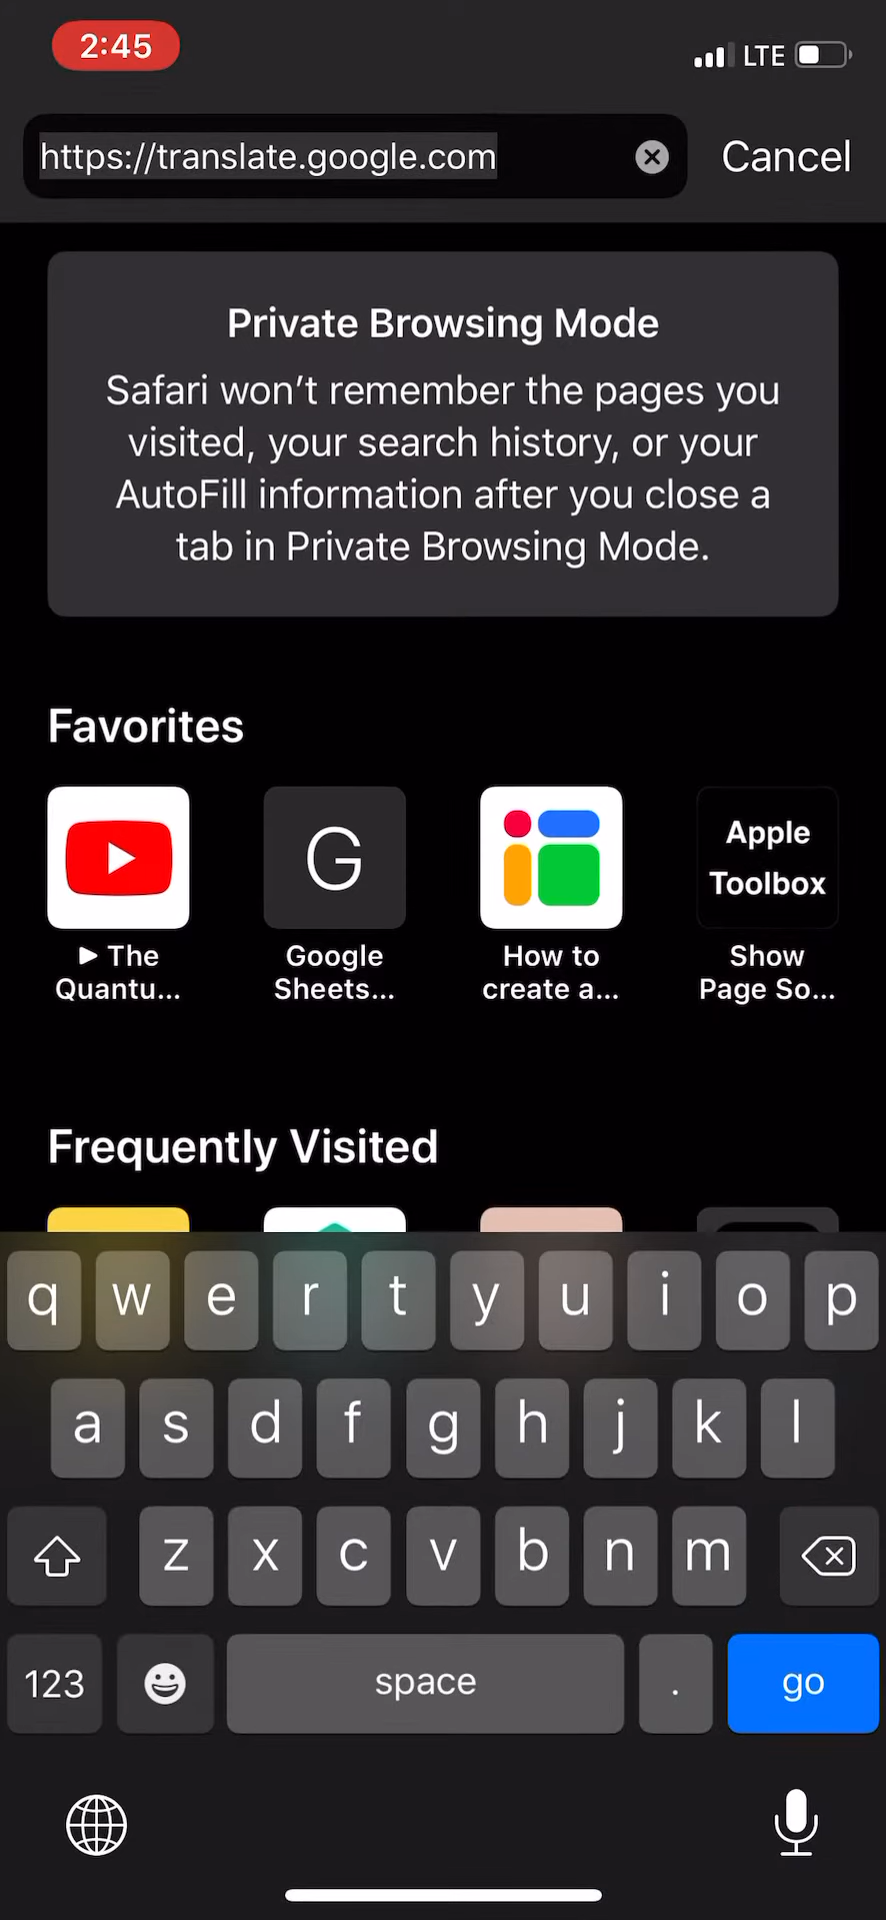 2:45
LTE
https://translate.google.com
Cancel
Private Browsing Mode
Safari won't remember the pages you
visited, your search history, or your
AutoFill information after you close a
tab in Private Browsing Mode.
Favorites
G
Apple
Toolbox
▶ The
Quantu...
Google
Sheets...
How to
create a...
Show
Page So...
Frequently Visited
q w e r t y u i o p
a s d f g h j k l
z x c v b n m
123 space . go